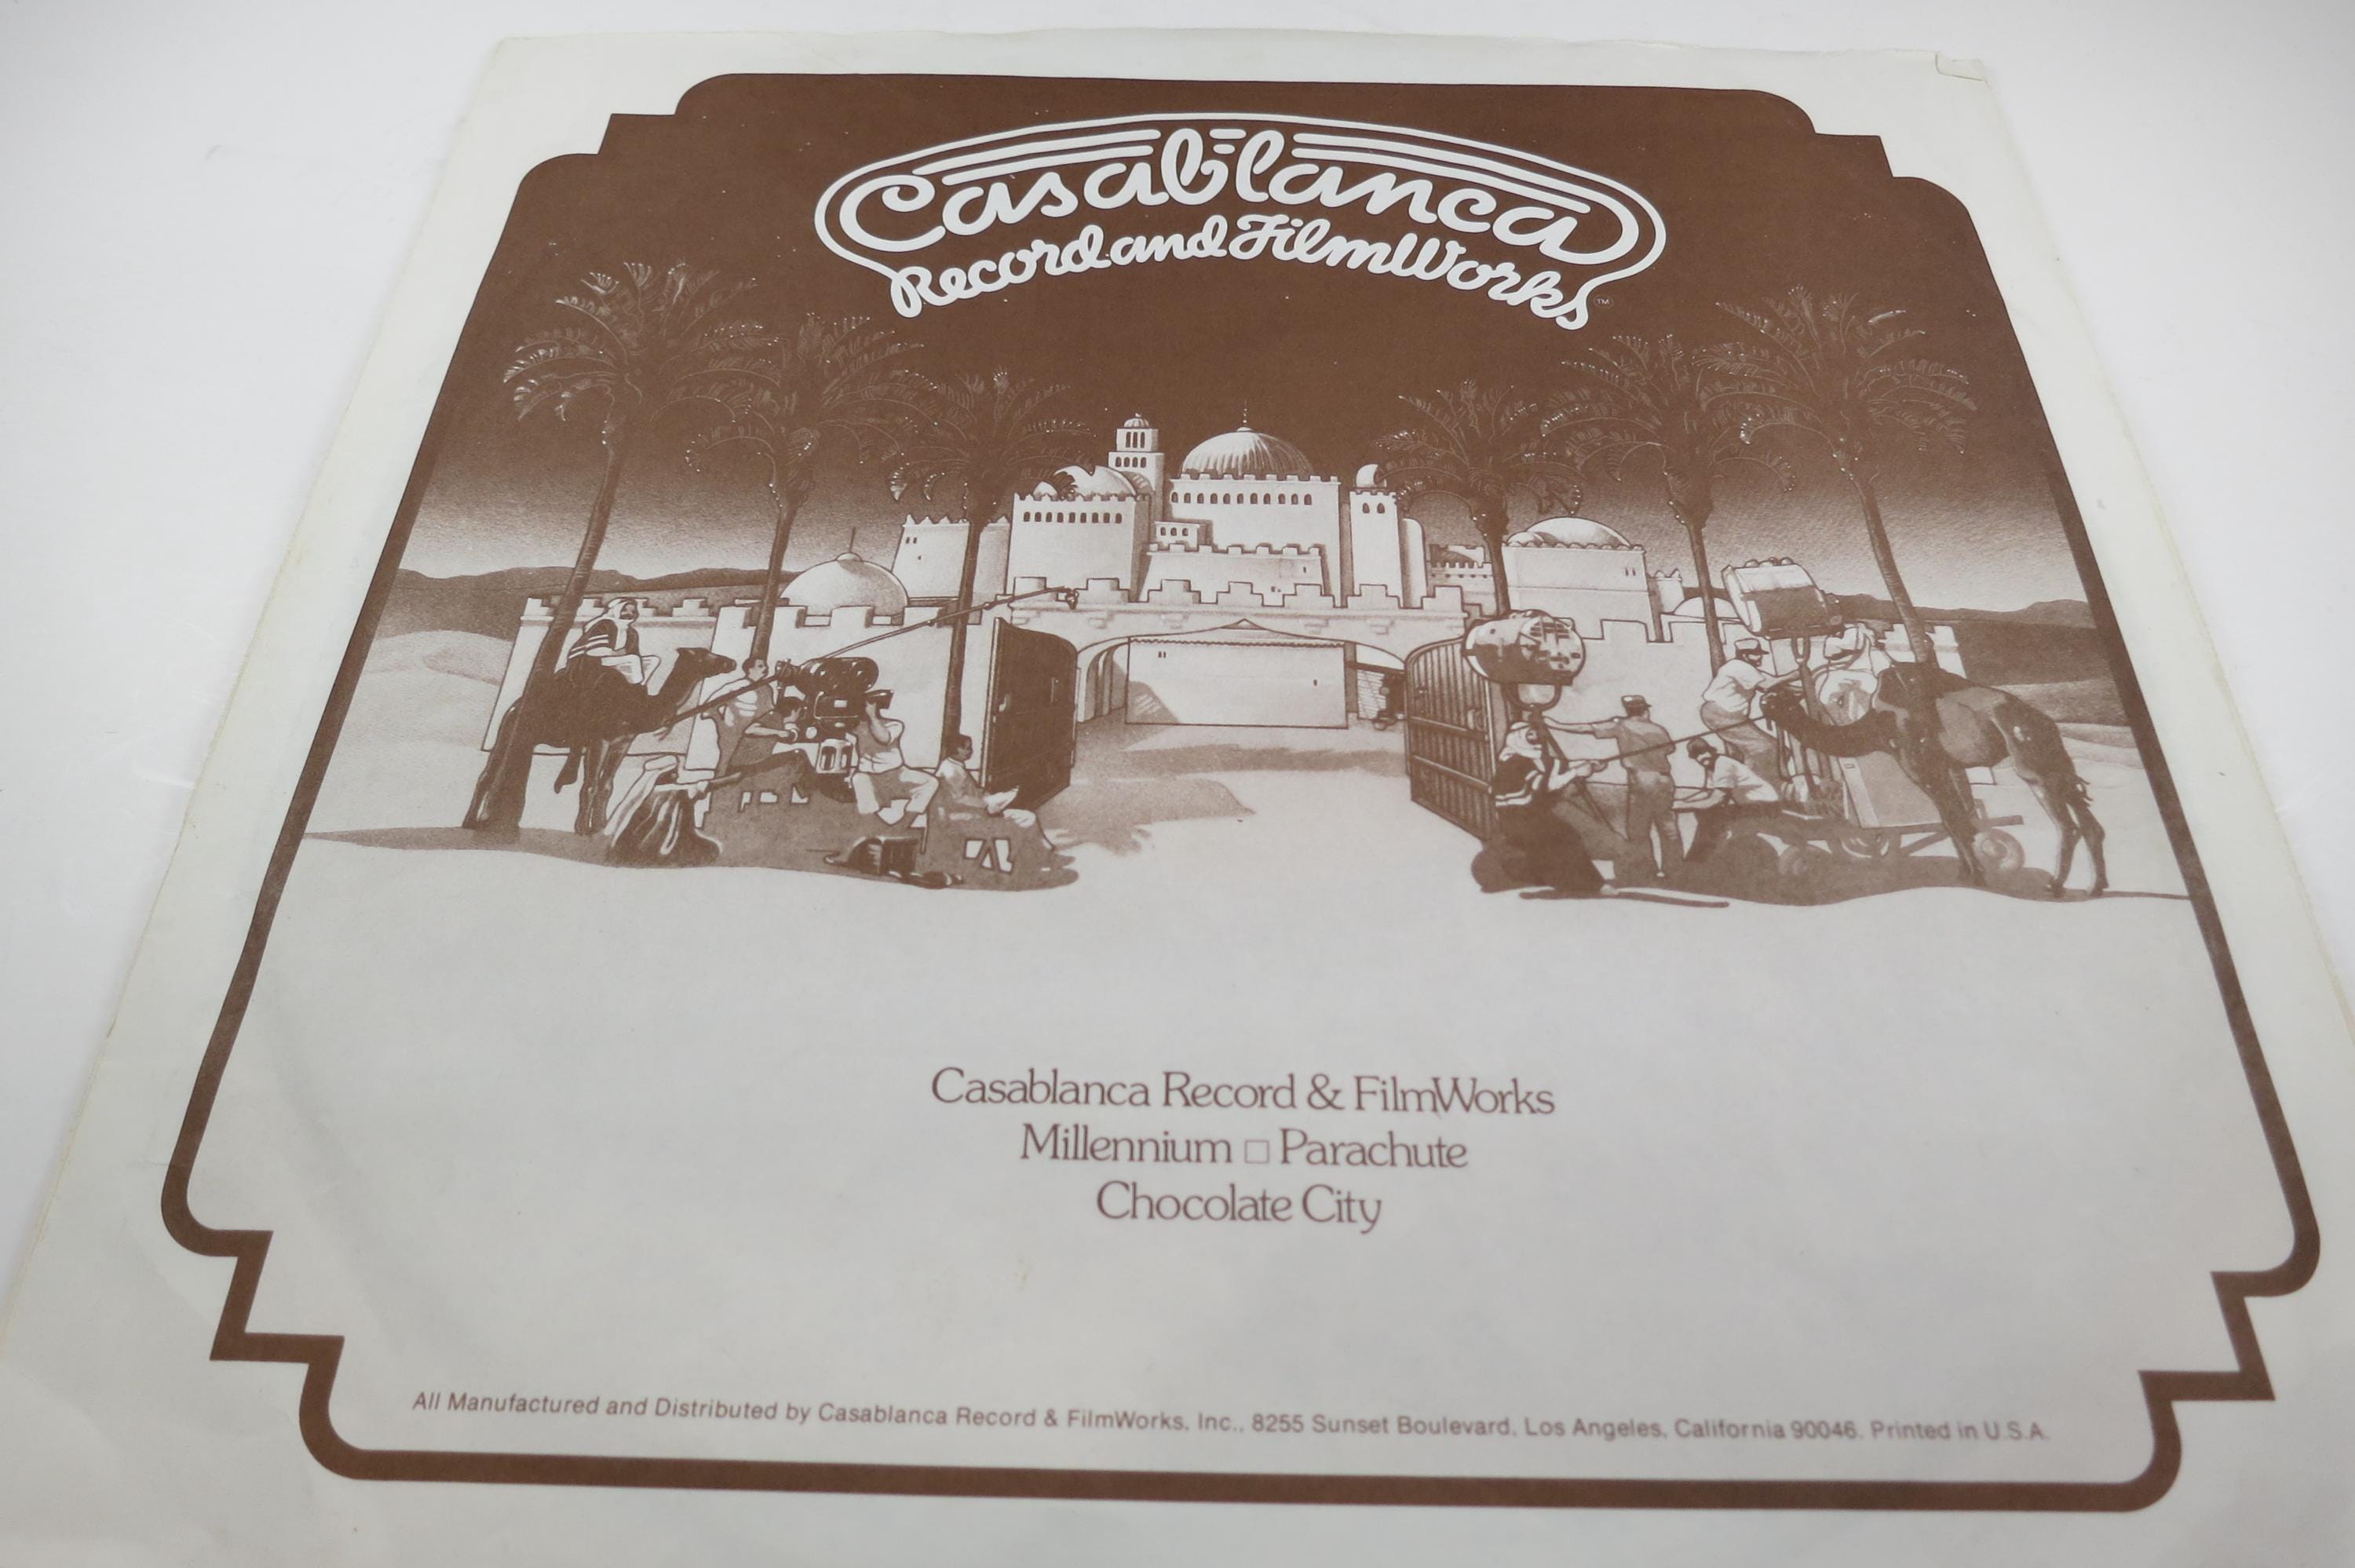 Casablanca
Record and FilmWorks™
Casablanca Record & FilmWorks
Millennium □ Parachute
Chocolate City
All Manufactured and Distributed by Casablanca Record & FilmWorks, Inc., 8255 Sunset Boulevard, Los Angeles, California 90046. Printed in U.S.A.